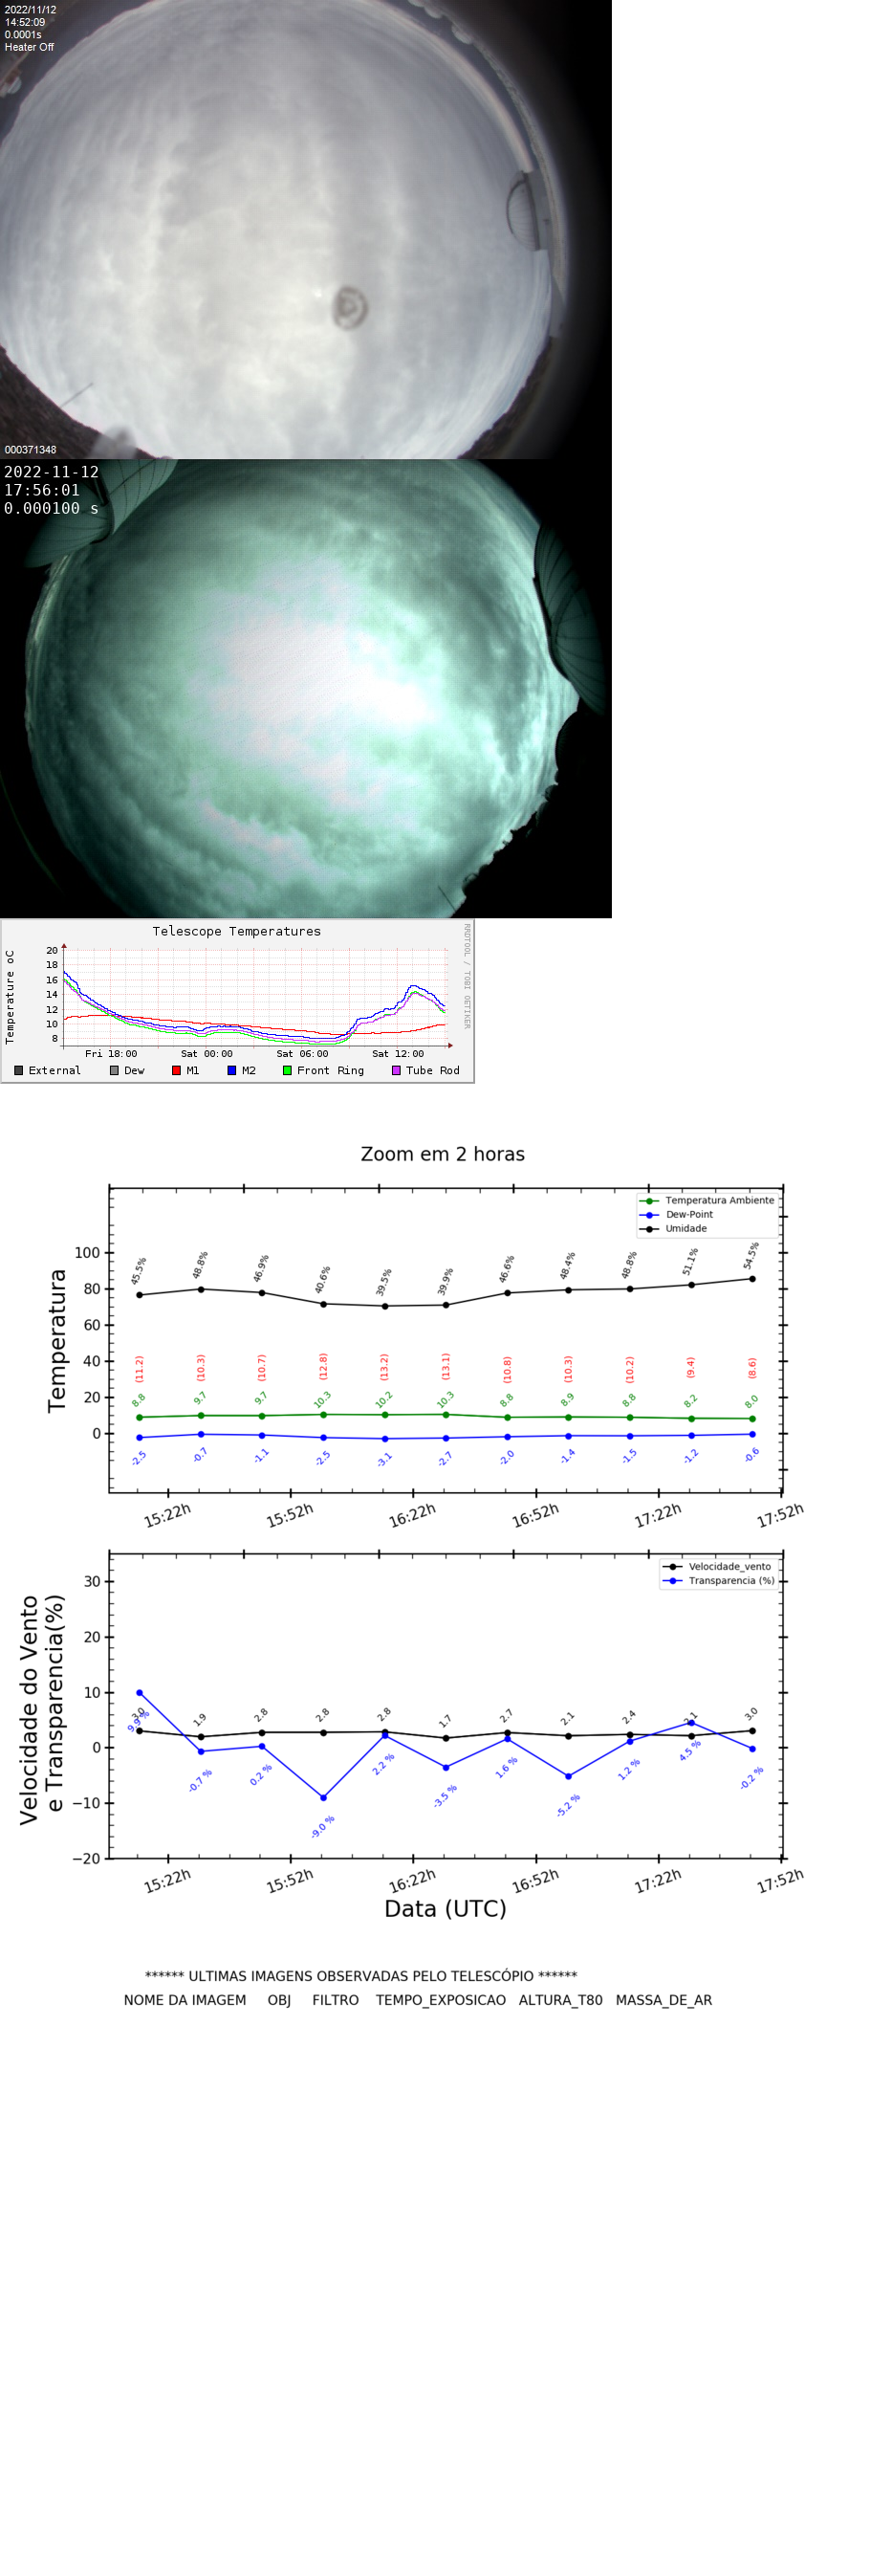 2022/11/12
14:52:09
0.0001s
Heater Off
000371348
2022-11-12
17:56:01
0.000100 s
Telescope Temperatures
RRDTOOL / TOBI OETIKER
Temperature oC
20
18
16
14
12
10
8
Fri 18:00 Sat 00:00 Sat 06:00 Sat 12:00
External Dew M1 M2 Front Ring Tube Rod
Zoom em 2 horas
Temperatura Ambiente
Dew-Point
Umidade
Temperatura
100
80
60
40
20
0
45.5% 48.8% 46.9% 40.6% 39.5% 39.9% 46.6% 48.4% 48.8% 51.1% 54.5%
(11.2) (10.3) (10.7) (12.8) (13.2) (13.1) (10.8) (10.3) (10.2) (9.4) (8.6)
8.8 9.7 9.7 10.3 10.2 10.3 8.8 8.9 8.8 8.2 8.0
-2.5 -0.7 -1.1 -2.5 -3.1 -2.7 -2.0 -1.4 -1.5 -1.2 -0.6
15:22h 15:52h 16:22h 16:52h 17:22h 17:52h
Velocidade_vento
Transparencia (%)
Velocidade do Vento
e Transparencia(%)
30
20
10
0
−10
−20
3.0 1.9 2.8 2.8 2.8 1.7 2.7 2.1 2.4 2.1 3.0
9.9 % -0.7 % 0.2 % -9.0 % 2.2 % -3.5 % 1.6 % -5.2 % 1.2 % 4.5 % -0.2 %
15:22h 15:52h 16:22h 16:52h 17:22h 17:52h
Data (UTC)
****** ULTIMAS IMAGENS OBSERVADAS PELO TELESCÓPIO ******
NOME DA IMAGEM OBJ FILTRO TEMPO_EXPOSICAO ALTURA_T80 MASSA_DE_AR